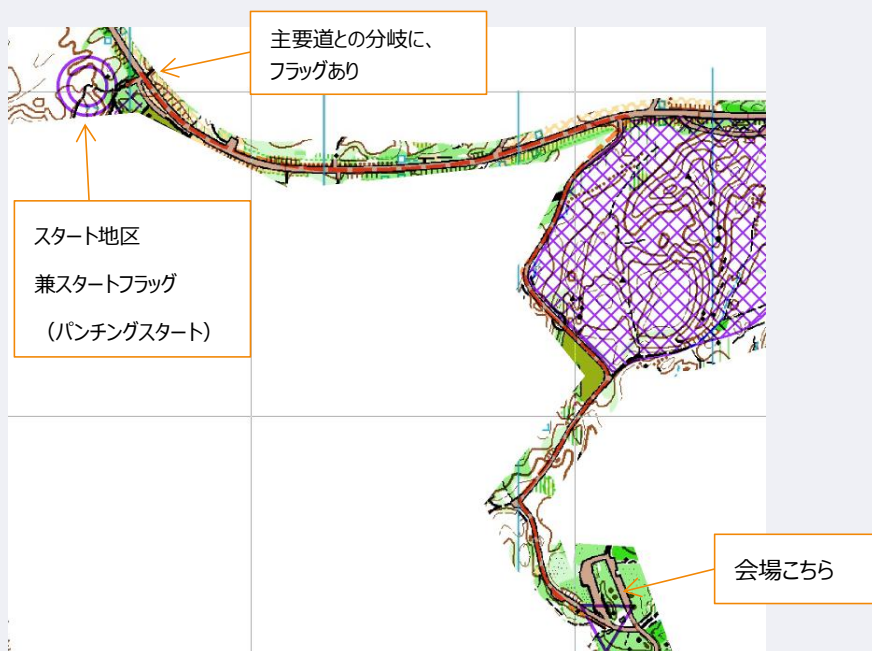 主要道との分岐に、
フラッグあり
スタート地区
兼スタートフラッグ
（パンチングスタート）
会場こちら